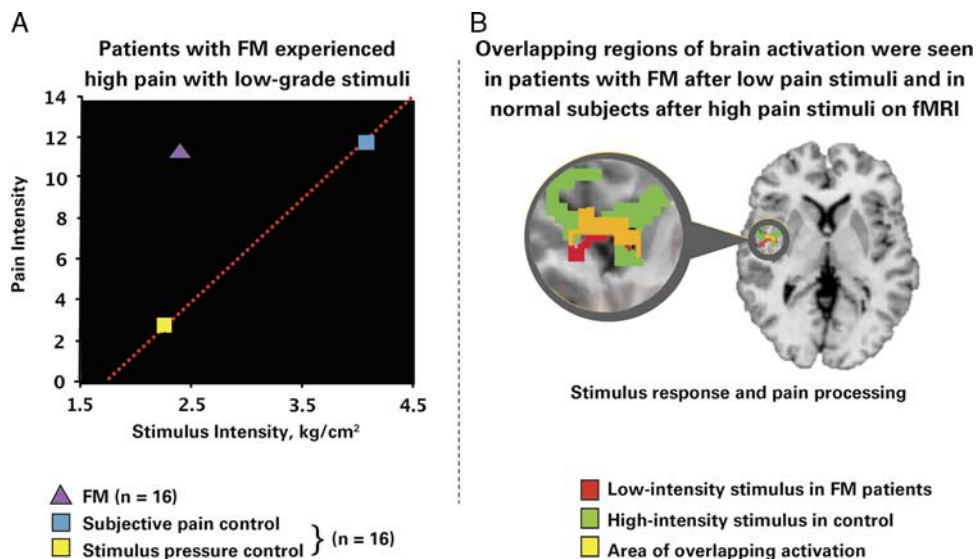 A
Patients with FM experienced
high pain with low-grade stimuli
14
12
10
8
6
4
2
0
Pain Intensity
1.5 2.5 3.5 4.5
Stimulus Intensity, kg/cm²
FM (n = 16)
Subjective pain control
Stimulus pressure control
} (n = 16)
B
Overlapping regions of brain activation were seen
in patients with FM after low pain stimuli and in
normal subjects after high pain stimuli on fMRI
Stimulus response and pain processing
Low-intensity stimulus in FM patients
High-intensity stimulus in control
Area of overlapping activation